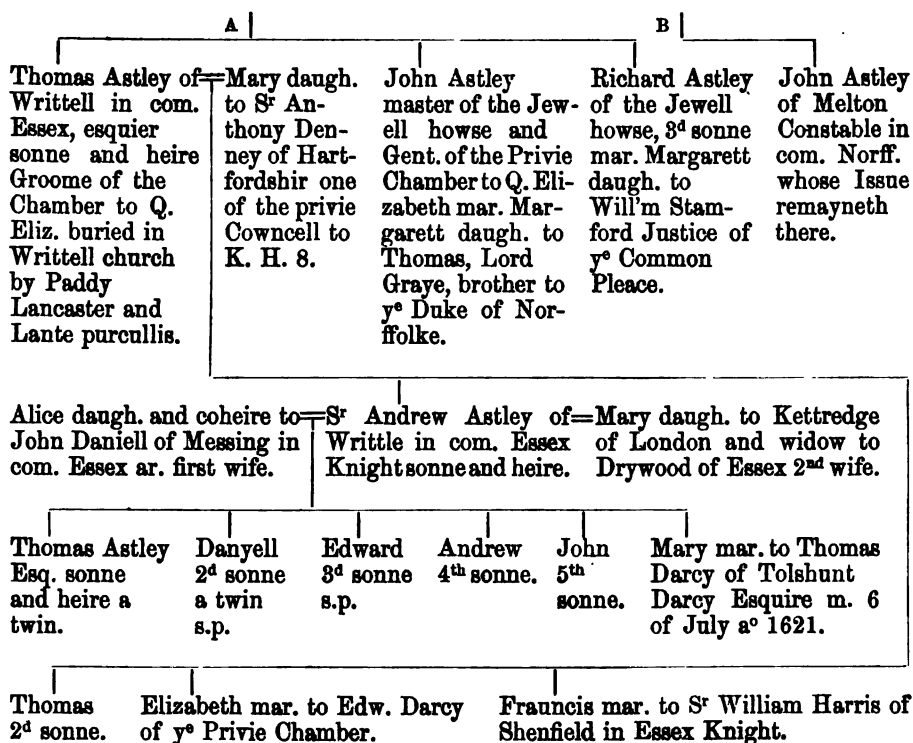 A
B
Thomas Astley of
Writtell in com.
Essex, esquier
sonne and heire
Groome of the
Chamber to Q.
Eliz. buried in
Writtell church
by Paddy
Lancaster and
Lante purcullis.
Mary daugh.
to Sr An-
thony Den-
ney of Hart-
fordshir one
of the privie
Cowncell to
K. H. 8.
John Astley
master of the Jew-
ell howse and
Gent. of the Privie
Chamber to Q. Eli-
zabeth mar. Mar-
garett daugh. to
Thomas, Lord
Graye, brother to
ye Duke of Nor-
ffolke.
Richard Astley
of the Jewell
howse, 3d sonne
mar. Margarett
daugh. to
Will'm Stam-
ford Justice of
ye Common
Pleace.
John Astley
of Melton
Constable in
com. Norff.
whose Issue
remayneth
there.
Alice daugh. and coheire to
John Daniell of Messing in
com. Essex ar. first wife.
Sr Andrew Astley of
Writtle in com. Essex
Knight sonne and heire.
Mary daugh. to Kettredge
of London and widow to
Drywood of Essex 2nd wife.
Thomas Astley
Esq. sonne
and heire a
twin.
Danyell
2d sonne
a twin
s.p.
Edward
3d sonne
s.p.
Andrew
4th sonne.
John
5th
sonne.
Mary mar. to Thomas
Darcy of Tolshunt
Darcy Esquire m. 6
of July ao 1621.
Thomas
2d sonne.
Elizabeth mar. to Edw. Darcy
of ye Privie Chamber.
Frauncis mar. to Sr William Harris of
Shenfield in Essex Knight.